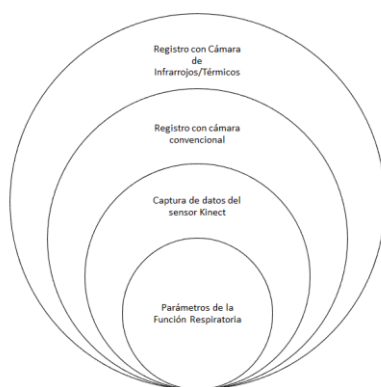 Registro con Cámara
de
Infrarrojos/Térmicos
Registro con cámara
convencional
Captura de datos del
sensor Kinect
Parámetros de la
Función Respiratoria